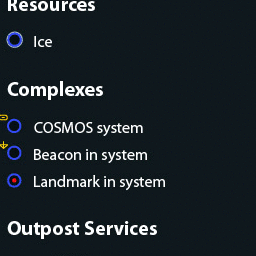 Resources
Ice
Complexes
COSMOS system
Beacon in system
Landmark in system
Outpost Services